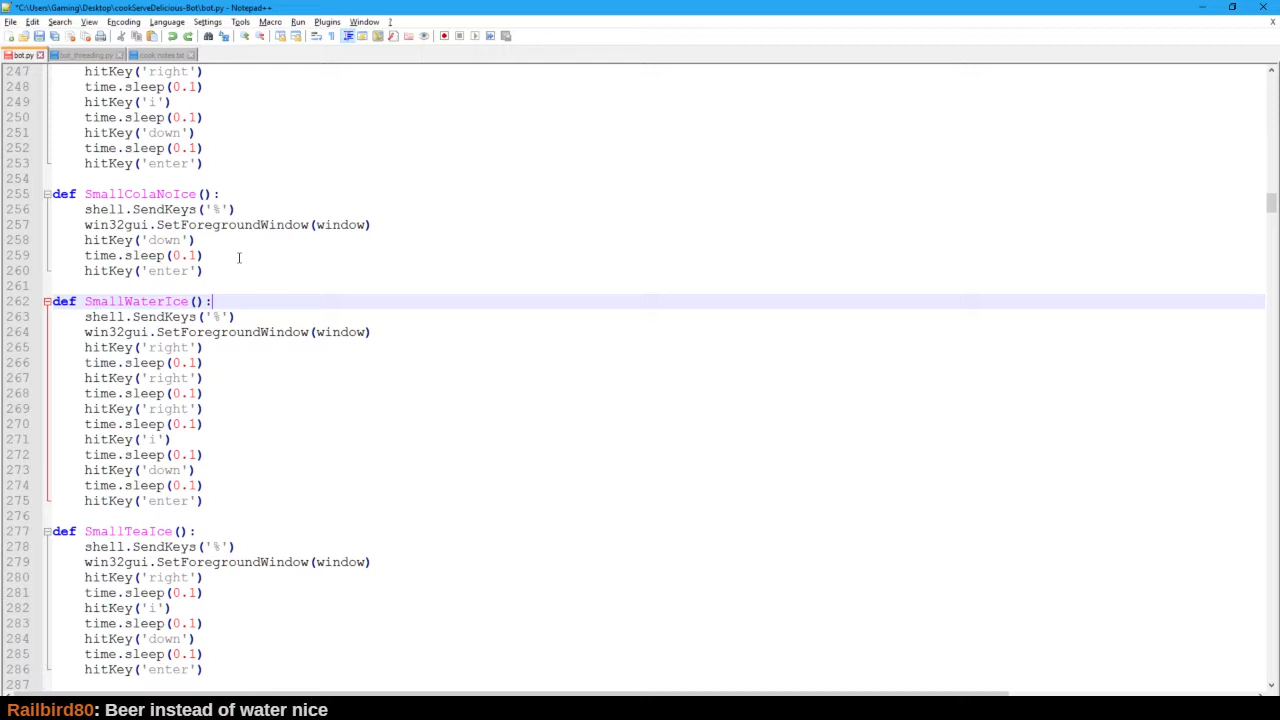 *C:\Users\Gaming\Desktop\cookServeDelicious-Bot\bot.py - Notepad++
File Edit Search View Encoding Language Settings Tools Macro Run Plugins Window ?
bot.py bot_threading.py cook_notes.txt
247 hitKey('right')
248 time.sleep(0.1)
249 hitKey('i')
250 time.sleep(0.1)
251 hitKey('down')
252 time.sleep(0.1)
253 hitKey('enter')
254
255 def SmallColaNoIce():
256 shell.SendKeys('%')
257 win32gui.SetForegroundWindow(window)
258 hitKey('down')
259 time.sleep(0.1)
260 hitKey('enter')
261
262 def SmallWaterIce():
263 shell.SendKeys('%')
264 win32gui.SetForegroundWindow(window)
265 hitKey('right')
266 time.sleep(0.1)
267 hitKey('right')
268 time.sleep(0.1)
269 hitKey('right')
270 time.sleep(0.1)
271 hitKey('i')
272 time.sleep(0.1)
273 hitKey('down')
274 time.sleep(0.1)
275 hitKey('enter')
276
277 def SmallTeaIce():
278 shell.SendKeys('%')
279 win32gui.SetForegroundWindow(window)
280 hitKey('right')
281 time.sleep(0.1)
282 hitKey('i')
283 time.sleep(0.1)
284 hitKey('down')
285 time.sleep(0.1)
286 hitKey('enter')
287
Railbird80: Beer instead of water nice